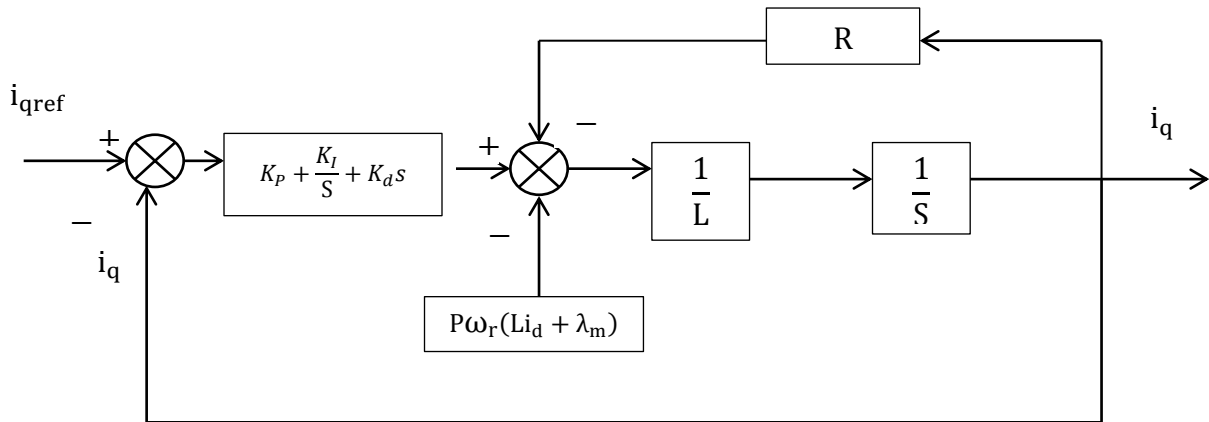 R
i_qref
+
K_P + K_I/S + K_d s
−
i_q
+
−
−
1/L
1/S
i_q
Pω_r(Li_d + λ_m)